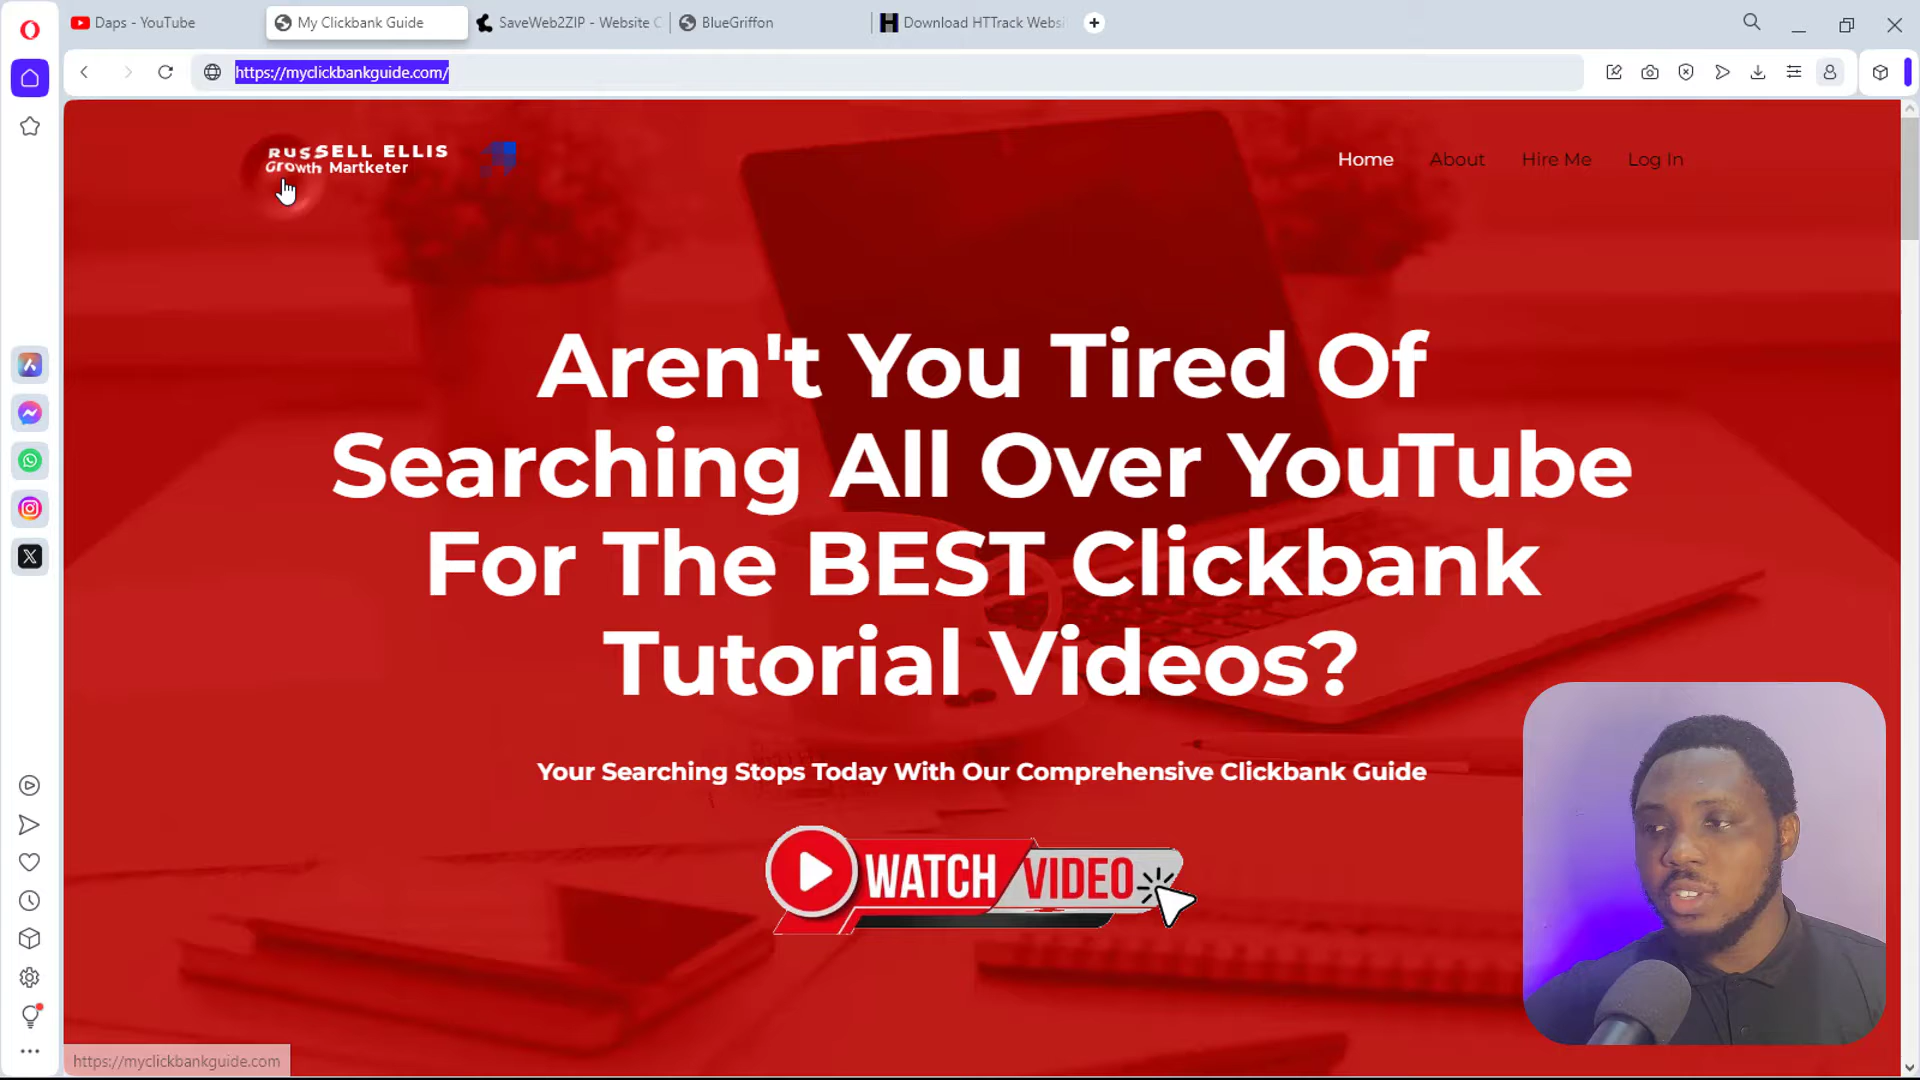 Daps - YouTube
My Clickbank Guide
SaveWeb2ZIP - Website C
BlueGriffon
Download HTTrack Websi
https://myclickbankguide.com/
RUSSELL ELLIS
Growth Martketer
Home
About
Hire Me
Log In
Aren't You Tired Of
Searching All Over YouTube
For The BEST Clickbank
Tutorial Videos?
Your Searching Stops Today With Our Comprehensive Clickbank Guide
WATCH VIDEO
https://myclickbankguide.com